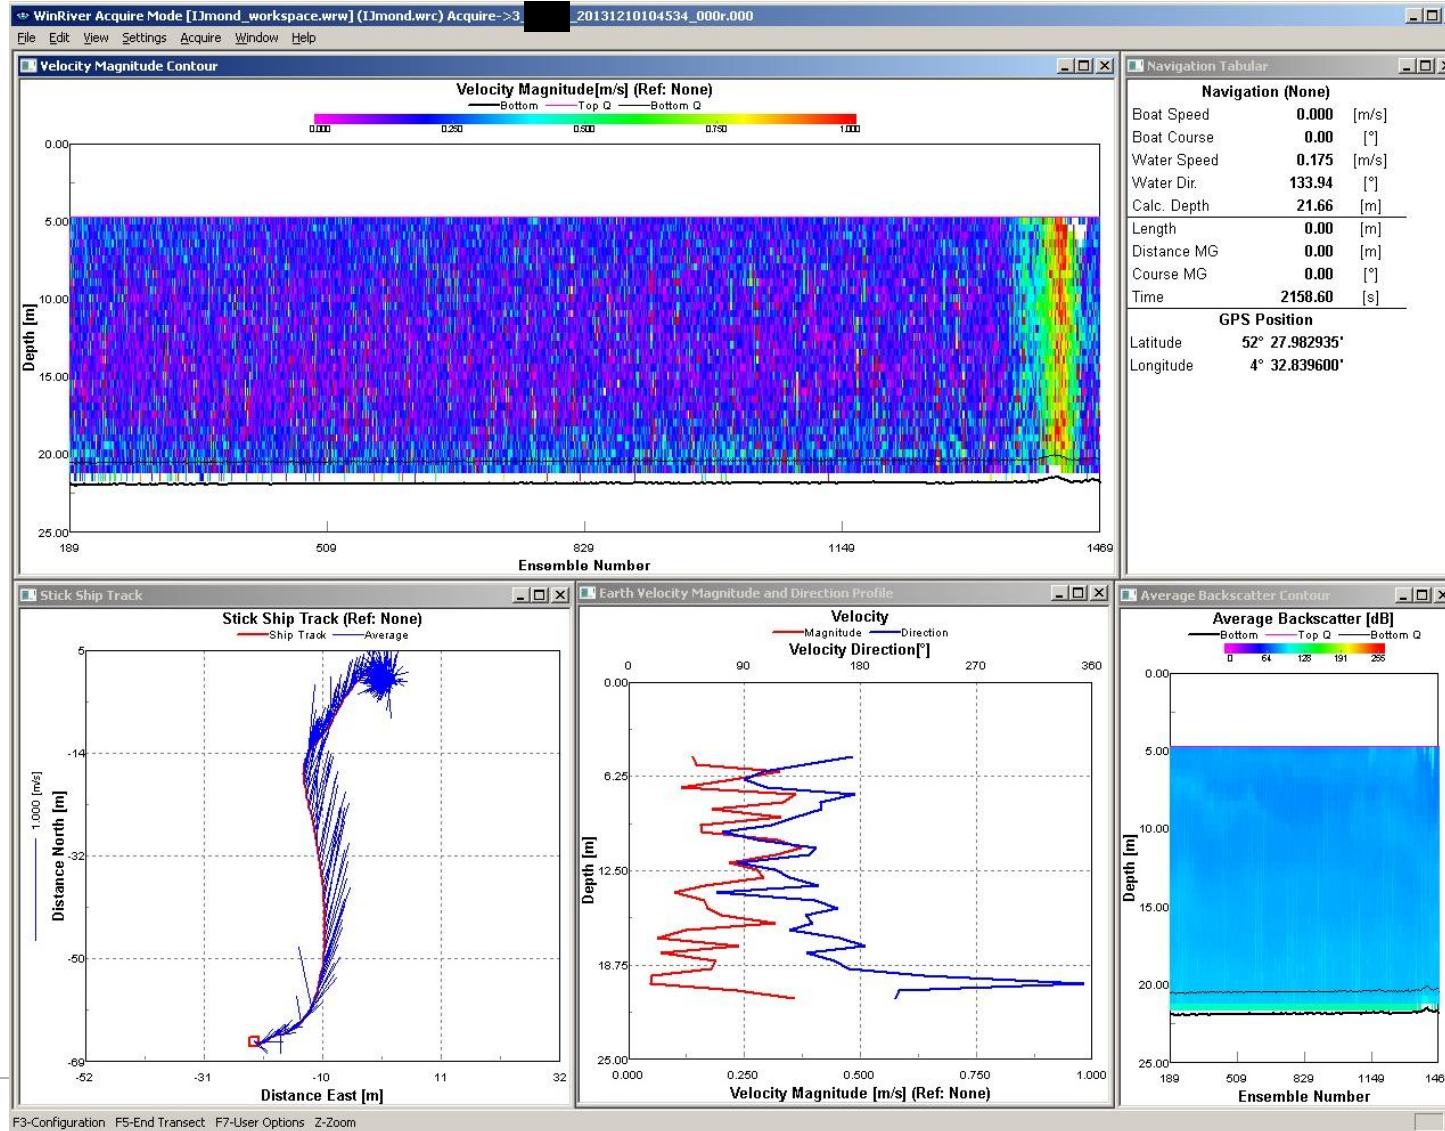 WinRiver Acquire Mode [IJmond_workspace.wrw] (IJmond.wrc) Acquire->3_ _20131210104534_000r.000
File Edit View Settings Acquire Window Help
Velocity Magnitude Contour
Velocity Magnitude[m/s] (Ref: None)
Bottom Top Q Bottom Q
0.000 0.250 0.500 0.750 1.000
0.00
5.00
10.00
15.00
20.00
25.00
Depth [m]
189 509 829 1149 1469
Ensemble Number
Navigation Tabular
Navigation (None)
Boat Speed 0.000 [m/s]
Boat Course 0.00 [°]
Water Speed 0.175 [m/s]
Water Dir. 133.94 [°]
Calc. Depth 21.66 [m]
Length 0.00 [m]
Distance MG 0.00 [m]
Course MG 0.00 [°]
Time 2158.60 [s]
GPS Position
Latitude 52° 27.982935'
Longitude 4° 32.839600'
Stick Ship Track
Stick Ship Track (Ref: None)
Ship Track Average
5
-14
-32
-50
-69
1.000 [m/s]
Distance North [m]
-52 -31 -10 11 32
Distance East [m]
Earth Velocity Magnitude and Direction Profile
Velocity
Magnitude Direction
Velocity Direction[°]
0 90 180 270 360
0.00
6.25
12.50
18.75
25.00
Depth [m]
0.000 0.250 0.500 0.750 1.000
Velocity Magnitude [m/s] (Ref: None)
Average Backscatter Contour
Average Backscatter [dB]
Bottom Top Q Bottom Q
0 64 128 191 255
0.00
5.00
10.00
15.00
20.00
25.00
Depth [m]
189 509 829 1149 146
Ensemble Number
F3-Configuration F5-End Transect F7-User Options Z-Zoom